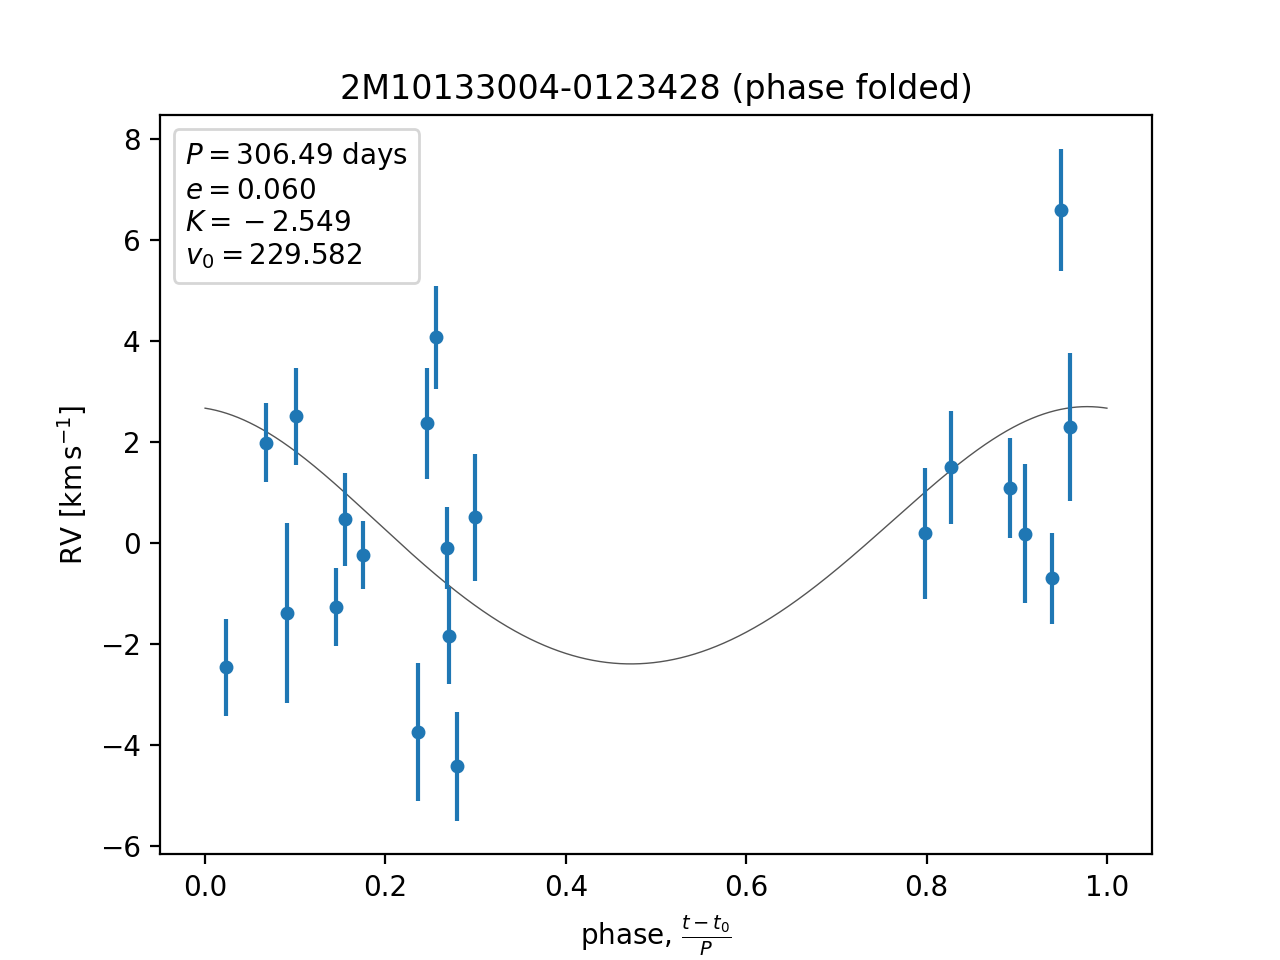 2M10133004-0123428 (phase folded)
P = 306.49 days
e = 0.060
K = −2.549
v₀ = 229.582
8
6
4
2
0
−2
−4
−6
RV [km s⁻¹]
0.0 0.2 0.4 0.6 0.8 1.0
phase, (t − t₀)/P